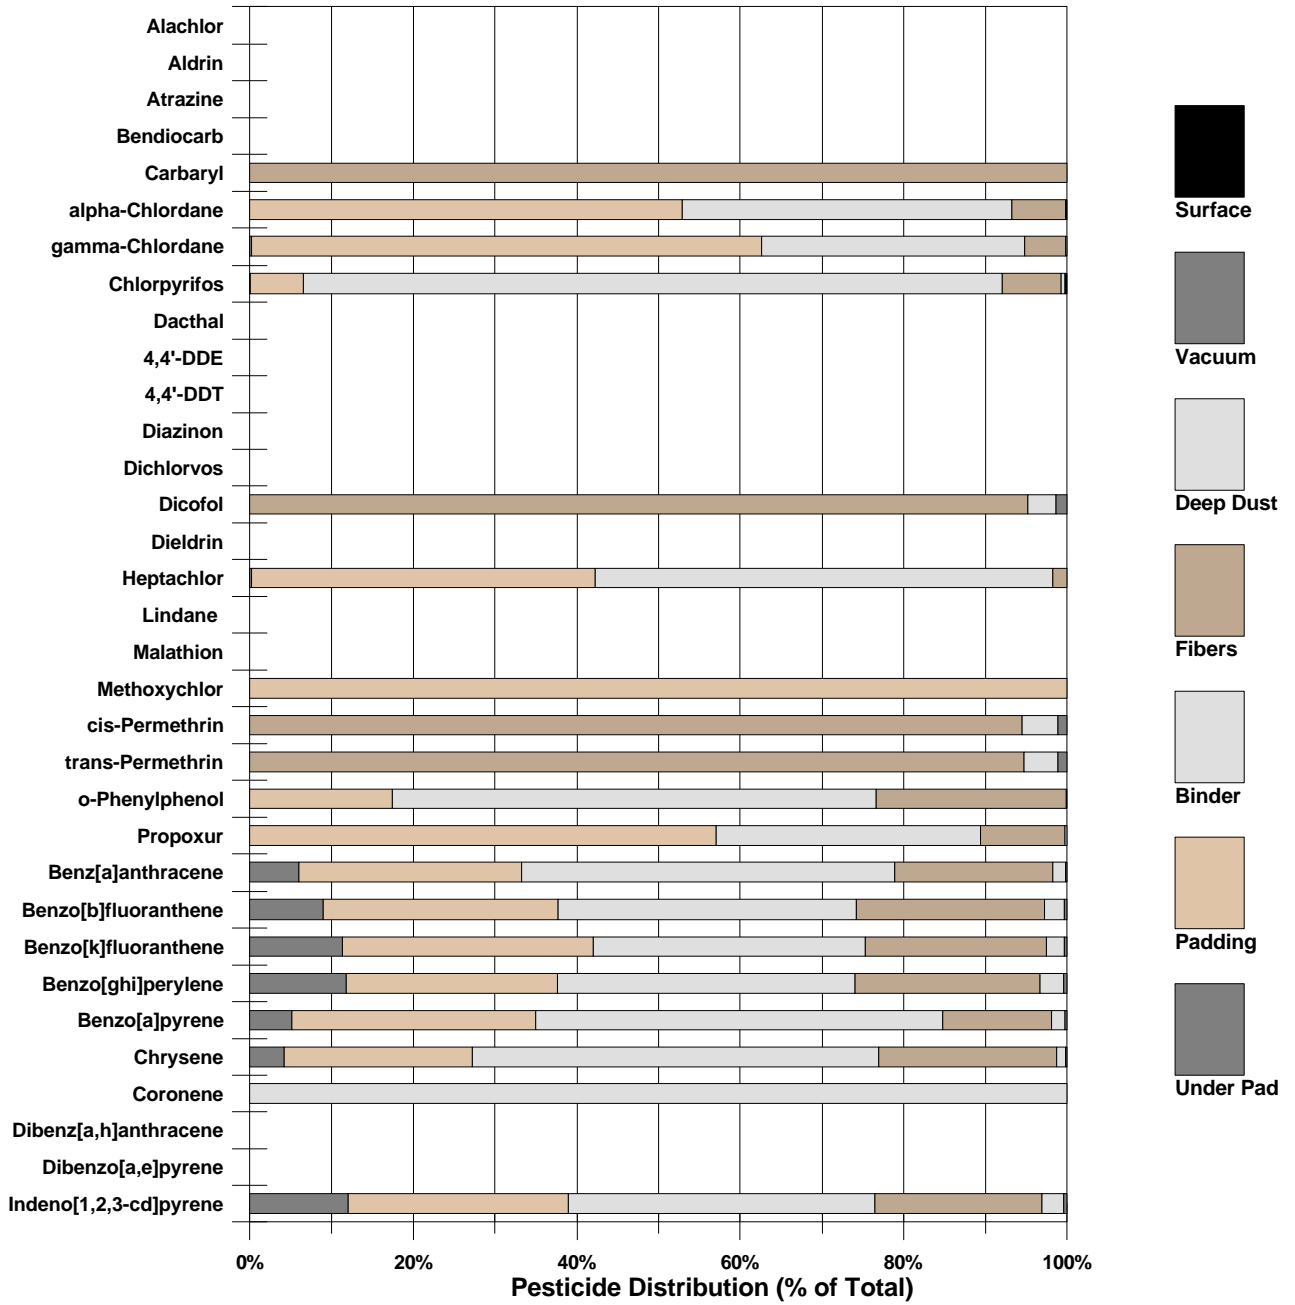 Alachlor
Aldrin
Atrazine
Bendiocarb
Carbaryl
alpha-Chlordane
gamma-Chlordane
Chlorpyrifos
Dacthal
4,4'-DDE
4,4'-DDT
Diazinon
Dichlorvos
Dicofol
Dieldrin
Heptachlor
Lindane
Malathion
Methoxychlor
cis-Permethrin
trans-Permethrin
o-Phenylphenol
Propoxur
Benz[a]anthracene
Benzo[b]fluoranthene
Benzo[k]fluoranthene
Benzo[ghi]perylene
Benzo[a]pyrene
Chrysene
Coronene
Dibenz[a,h]anthracene
Dibenzo[a,e]pyrene
Indeno[1,2,3-cd]pyrene
0% 20% 40% 60% 80% 100%
Pesticide Distribution (% of Total)
Surface
Vacuum
Deep Dust
Fibers
Binder
Padding
Under Pad